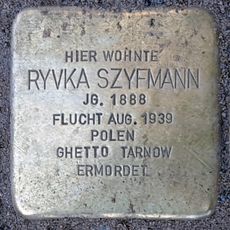 HIER WOHNTE
RYVKA SZYFMANN
JG. 1888
FLUCHT AUG. 1939
POLEN
GHETTO TARNOW
ERMORDET